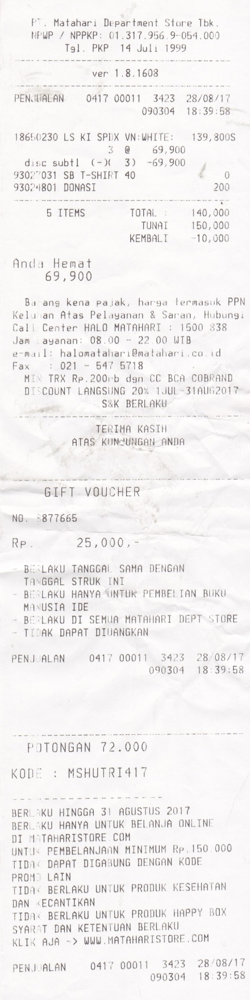 PT. Matahari Department Store Tbk.
NPWP / NPPKP: 01.317.956.9-054.000
Tgl. PKP 14 Juli 1999
ver 1.8.1608
PENJUALAN 0417 00011 3423 28/08/17
090304 18:39:58
18650230 LS KI SPDX VN:WHITE: 139,800S
3 @ 69,900
disc subtl (-)( 3) -69,900
93027031 SB T-SHIRT 40 0
93024801 DONASI 200
5 ITEMS TOTAL : 140,000
TUNAI 150,000
KEMBALI -10,000
Anda Hemat
69,900
Barang kena pajak, harga termasuk PPN
Keluhan Atas Pelayanan & Saran, Hubungi
Call Center HALO MATAHARI : 1500 838
Jam Layanan: 08.00 - 22.00 WIB
e-mail: halomatahari@matahari.co.id
Fax : 021 - 547 5718
MIN TRX Rp.200rb dgn CC BCA COBRAND
DISCOUNT LANGSUNG 20% 1JUL-31AUG2017
S&K BERLAKU
TERIMA KASIH
ATAS KUNJUNGAN ANDA
GIFT VOUCHER
NO. 8877665
Rp. 25,000,-
- BERLAKU TANGGAL SAMA DENGAN
TANGGAL STRUK INI
- BERLAKU HANYA UNTUK PEMBELIAN BUKU
MANUSIA IDE
- BERLAKU DI SEMUA MATAHARI DEPT STORE
- TIDAK DAPAT DIUANGKAN
PENJUALAN 0417 00011 3423 28/08/17
090304 18:39:58
POTONGAN 72.000
KODE : MSHUTRI417
BERLAKU HINGGA 31 AGUSTUS 2017
BERLAKU HANYA UNTUK BELANJA ONLINE
DI MATAHARISTORE.COM
UNTUK PEMBELANJAAN MINIMUM Rp.150.000
TIDAK DAPAT DIGABUNG DENGAN KODE
PROMO LAIN
TIDAK BERLAKU UNTUK PRODUK KESEHATAN
DAN KECANTIKAN
TIDAK BERLAKU UNTUK PRODUK HAPPY BOX
SYARAT DAN KETENTUAN BERLAKU
KLIK AJA -> WWW.MATAHARISTORE.COM
PENJUALAN 0417 00011 3423 28/08/17
090304 18:39:58